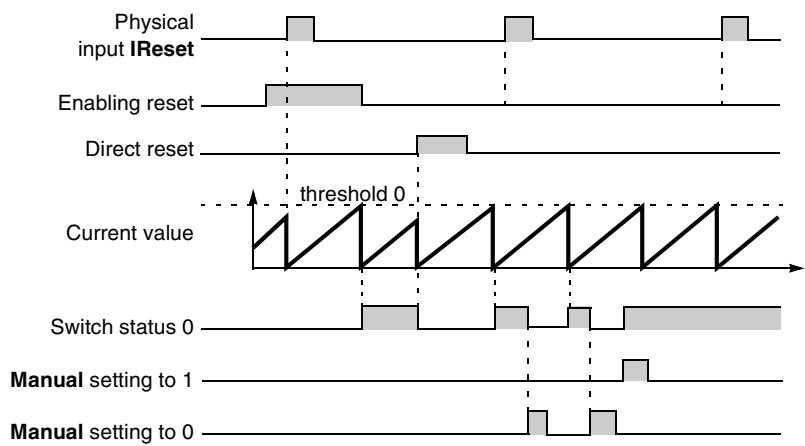 Physical
input IReset
Enabling reset
Direct reset
threshold 0
Current value
Switch status 0
Manual setting to 1
Manual setting to 0